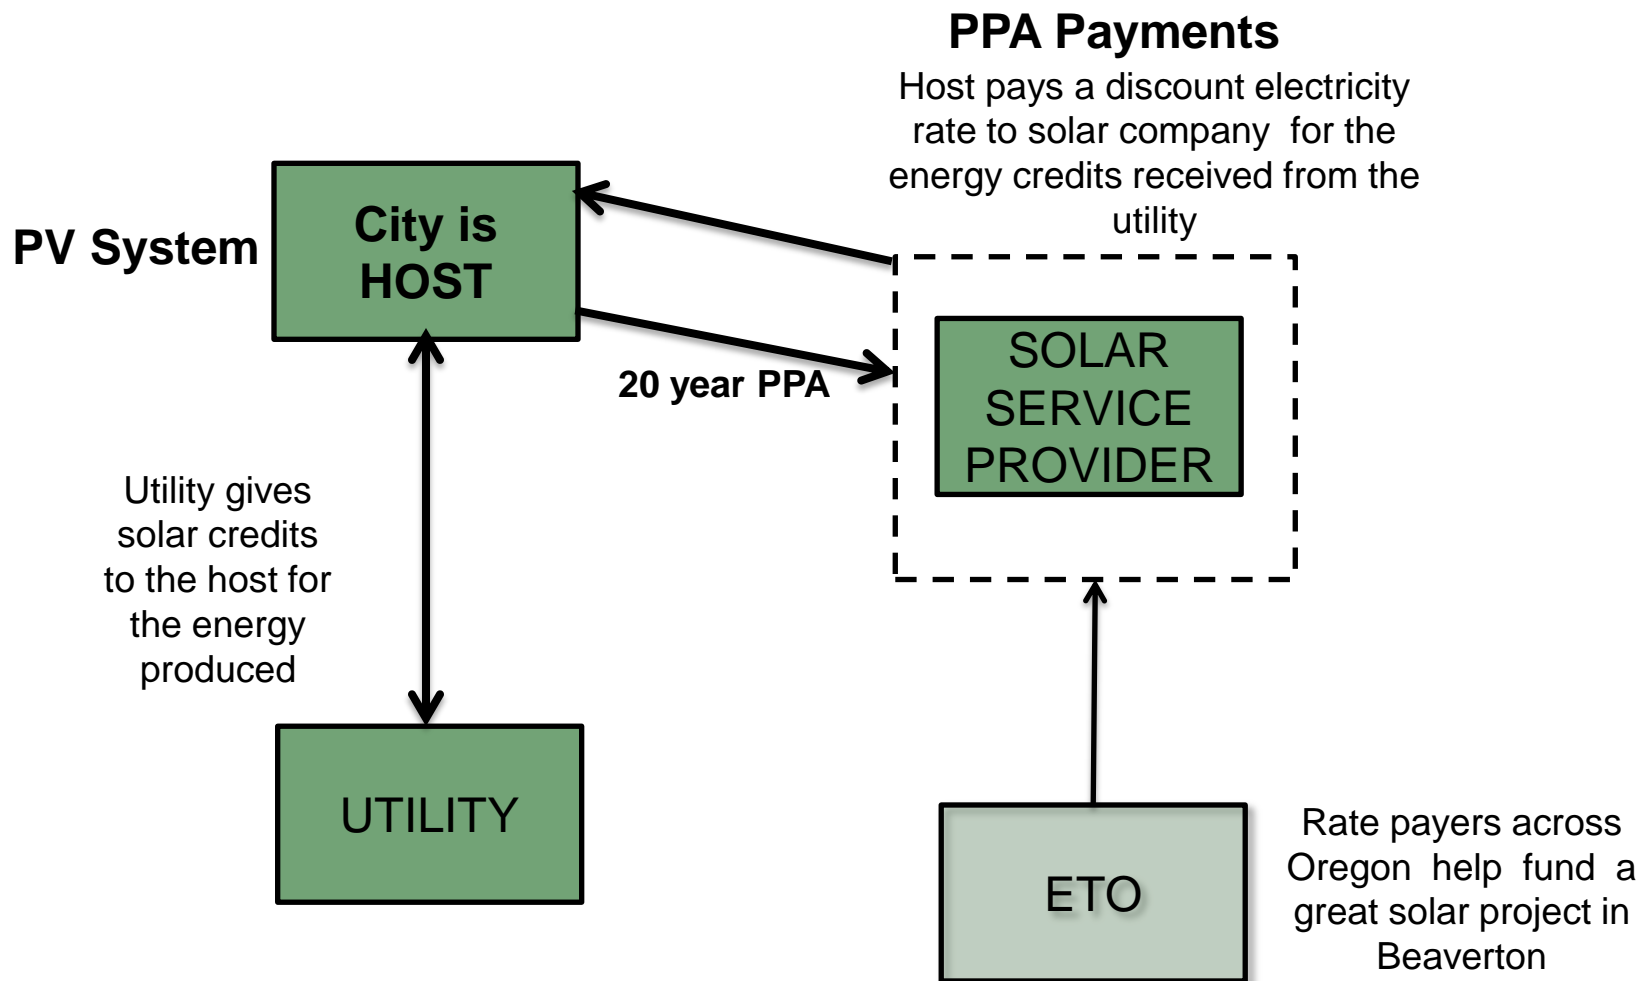 PPA Payments
Host pays a discount electricity
rate to solar company for the
energy credits received from the
utility
PV System
City is
HOST
20 year PPA
SOLAR
SERVICE
PROVIDER
Utility gives
solar credits
to the host for
the energy
produced
UTILITY
ETO
Rate payers across
Oregon help fund a
great solar project in
Beaverton